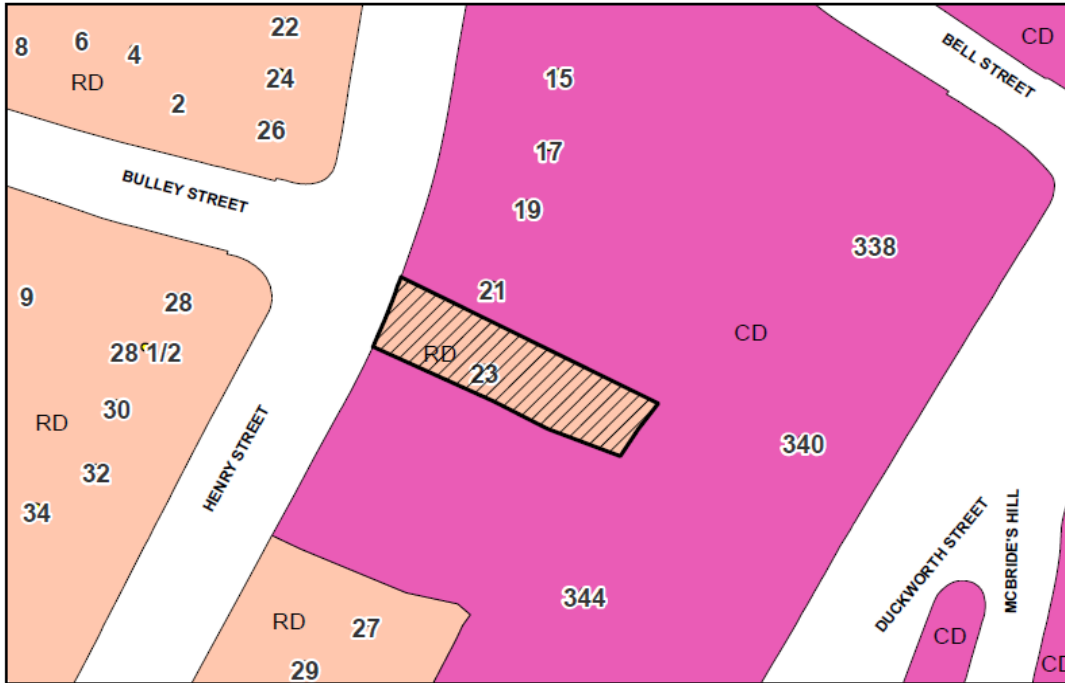 22
8
6
4
24
RD
2
26
15
17
19
BELL STREET
CD
BULLEY STREET
338
9
28
21
28 1/2
RD
23
CD
30
RD
32
HENRY STREET
340
34
DUCKWORTH STREET
MCBRIDE'S HILL
344
RD
27
29
CD
CD